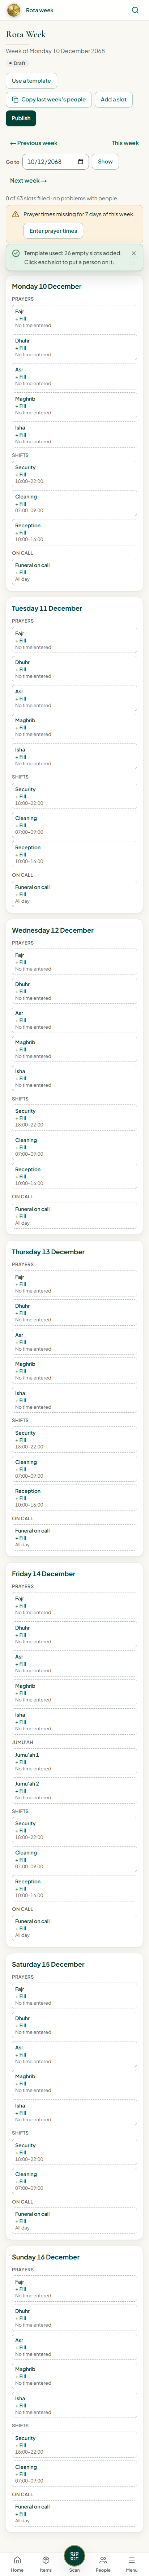 Rota week
Rota Week
Week of Monday 10 December 2068
Draft
Use a template
Copy last week's people
Add a slot
Publish
← Previous week
This week
Go to
10/12/2068
Show
Next week →
0 of 63 slots filled · no problems with people
Prayer times missing for 7 days of this week.
Enter prayer times
Template used: 26 empty slots added.
Click each slot to put a person on it.
Monday 10 December
PRAYERS
Fajr
+ Fill
No time entered
Dhuhr
+ Fill
No time entered
Asr
+ Fill
No time entered
Maghrib
+ Fill
No time entered
Isha
+ Fill
No time entered
SHIFTS
Security
+ Fill
18:00-22:00
Cleaning
+ Fill
07:00-09:00
Reception
+ Fill
10:00-16:00
ON CALL
Funeral on call
+ Fill
All day
Tuesday 11 December
PRAYERS
Fajr
+ Fill
No time entered
Dhuhr
+ Fill
No time entered
Asr
+ Fill
No time entered
Maghrib
+ Fill
No time entered
Isha
+ Fill
No time entered
SHIFTS
Security
+ Fill
18:00-22:00
Cleaning
+ Fill
07:00-09:00
Reception
+ Fill
10:00-16:00
ON CALL
Funeral on call
+ Fill
All day
Wednesday 12 December
PRAYERS
Fajr
+ Fill
No time entered
Dhuhr
+ Fill
No time entered
Asr
+ Fill
No time entered
Maghrib
+ Fill
No time entered
Isha
+ Fill
No time entered
SHIFTS
Security
+ Fill
18:00-22:00
Cleaning
+ Fill
07:00-09:00
Reception
+ Fill
10:00-16:00
ON CALL
Funeral on call
+ Fill
All day
Thursday 13 December
PRAYERS
Fajr
+ Fill
No time entered
Dhuhr
+ Fill
No time entered
Asr
+ Fill
No time entered
Maghrib
+ Fill
No time entered
Isha
+ Fill
No time entered
SHIFTS
Security
+ Fill
18:00-22:00
Cleaning
+ Fill
07:00-09:00
Reception
+ Fill
10:00-16:00
ON CALL
Funeral on call
+ Fill
All day
Friday 14 December
PRAYERS
Fajr
+ Fill
No time entered
Dhuhr
+ Fill
No time entered
Asr
+ Fill
No time entered
Maghrib
+ Fill
No time entered
Isha
+ Fill
No time entered
JUMU'AH
Jumu'ah 1
+ Fill
No time entered
Jumu'ah 2
+ Fill
No time entered
SHIFTS
Security
+ Fill
18:00-22:00
Cleaning
+ Fill
07:00-09:00
Reception
+ Fill
10:00-16:00
ON CALL
Funeral on call
+ Fill
All day
Saturday 15 December
PRAYERS
Fajr
+ Fill
No time entered
Dhuhr
+ Fill
No time entered
Asr
+ Fill
No time entered
Maghrib
+ Fill
No time entered
Isha
+ Fill
No time entered
SHIFTS
Security
+ Fill
18:00-22:00
Cleaning
+ Fill
07:00-09:00
ON CALL
Funeral on call
+ Fill
All day
Sunday 16 December
PRAYERS
Fajr
+ Fill
No time entered
Dhuhr
+ Fill
No time entered
Asr
+ Fill
No time entered
Maghrib
+ Fill
No time entered
Isha
+ Fill
No time entered
SHIFTS
Security
+ Fill
18:00-22:00
Cleaning
+ Fill
07:00-09:00
ON CALL
Funeral on call
+ Fill
All day
Home
Items
Scan
People
Menu